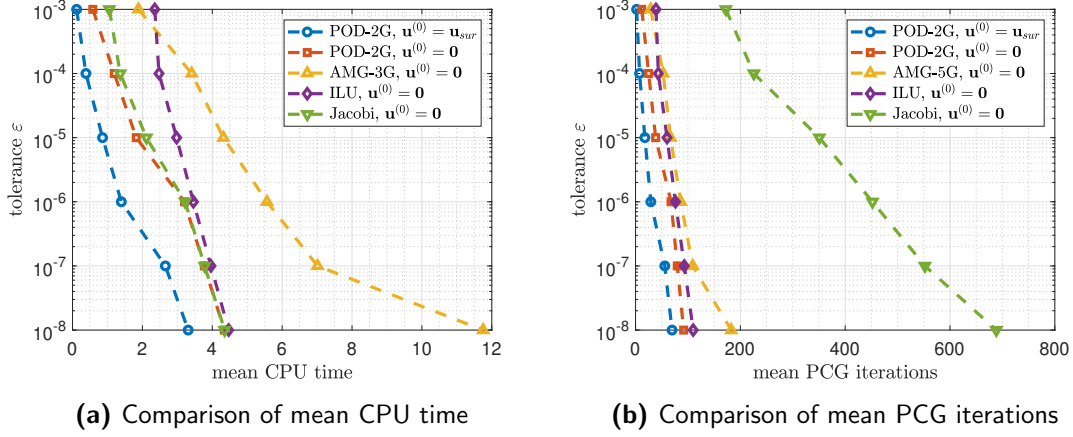 10^-3
10^-4
10^-5
10^-6
10^-7
10^-8
tolerance ε
0 2 4 6 8 10 12
mean CPU time
POD-2G, u^(0) = u_sur
POD-2G, u^(0) = 0
AMG-3G, u^(0) = 0
ILU, u^(0) = 0
Jacobi, u^(0) = 0
(a) Comparison of mean CPU time
10^-3
10^-4
10^-5
10^-6
10^-7
10^-8
tolerance ε
0 200 400 600 800
mean PCG iterations
POD-2G, u^(0) = u_sur
POD-2G, u^(0) = 0
AMG-5G, u^(0) = 0
ILU, u^(0) = 0
Jacobi, u^(0) = 0
(b) Comparison of mean PCG iterations